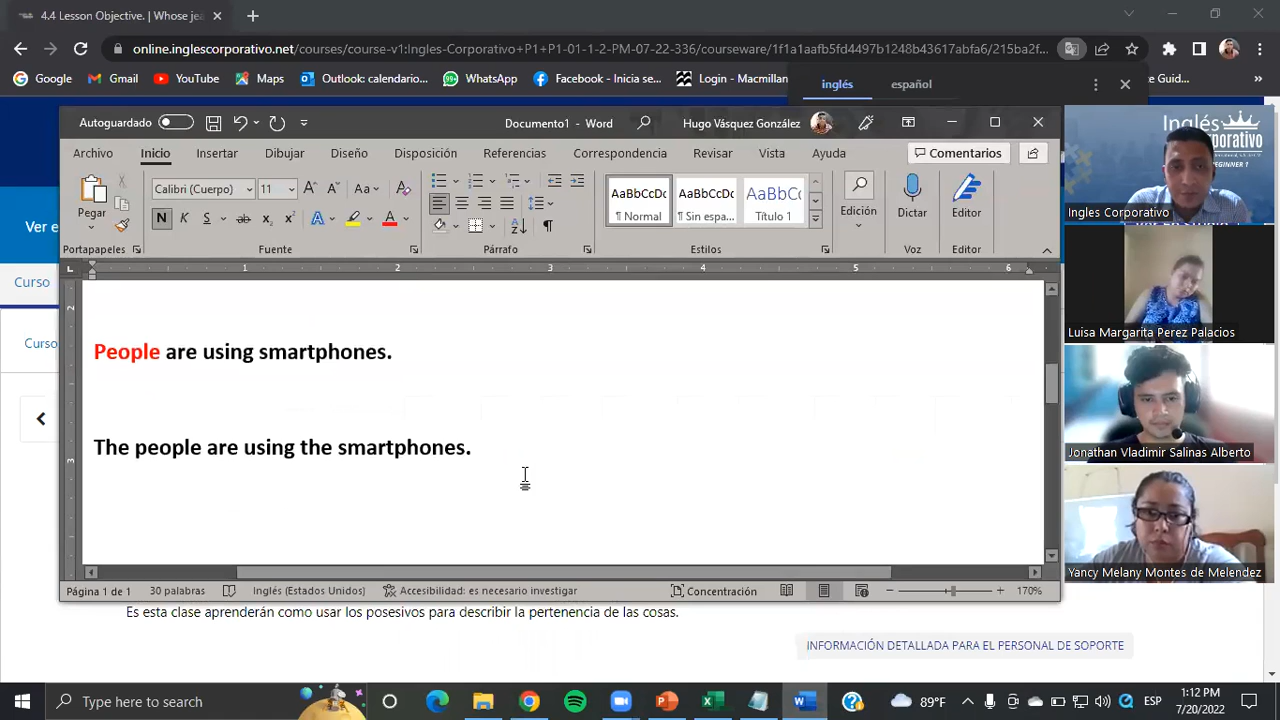 4.4 Lesson Objective. | Whose je
online.inglescorporativo.net/courses/course-v1:Ingles-Corporativo+P1+P1-01-1-2-PM-07-22-336/courseware/1f1a1aafb5fd4497b1248b43617abfa6/215ba2f...
Google Gmail YouTube Maps Outlook: calendario... WhatsApp Facebook - Inicia se... Login - Macmillan Guide...
inglés español
Autoguardado Documento1 - Word Hugo Vásquez González
Archivo Inicio Insertar Dibujar Diseño Disposición Referencias Correspondencia Revisar Vista Ayuda Comentarios
Calibri (Cuerpo) 11
AaBbCcDc AaBbCcDc AaBbCc
Pegar
¶ Normal ¶ Sin espa... Título 1
Edición Dictar Editor
Portapapeles Fuente Párrafo Estilos Voz Editor
Ver e
Curso
Curso
People are using smartphones.
The people are using the smartphones.
Página 1 de 1 30 palabras Inglés (Estados Unidos) Accesibilidad: es necesario investigar Concentración 170%
Es esta clase aprenderán como usar los posesivos para describir la pertenencia de las cosas.
INFORMACIÓN DETALLADA PARA EL PERSONAL DE SOPORTE
Inglés
Corporativo
BEGINNER 1
Ingles Corporativo
Luisa Margarita Perez Palacios
Jonathan Vladimir Salinas Alberto
Yancy Melany Montes de Melendez
Type here to search
89°F
ESP
1:12 PM
7/20/2022